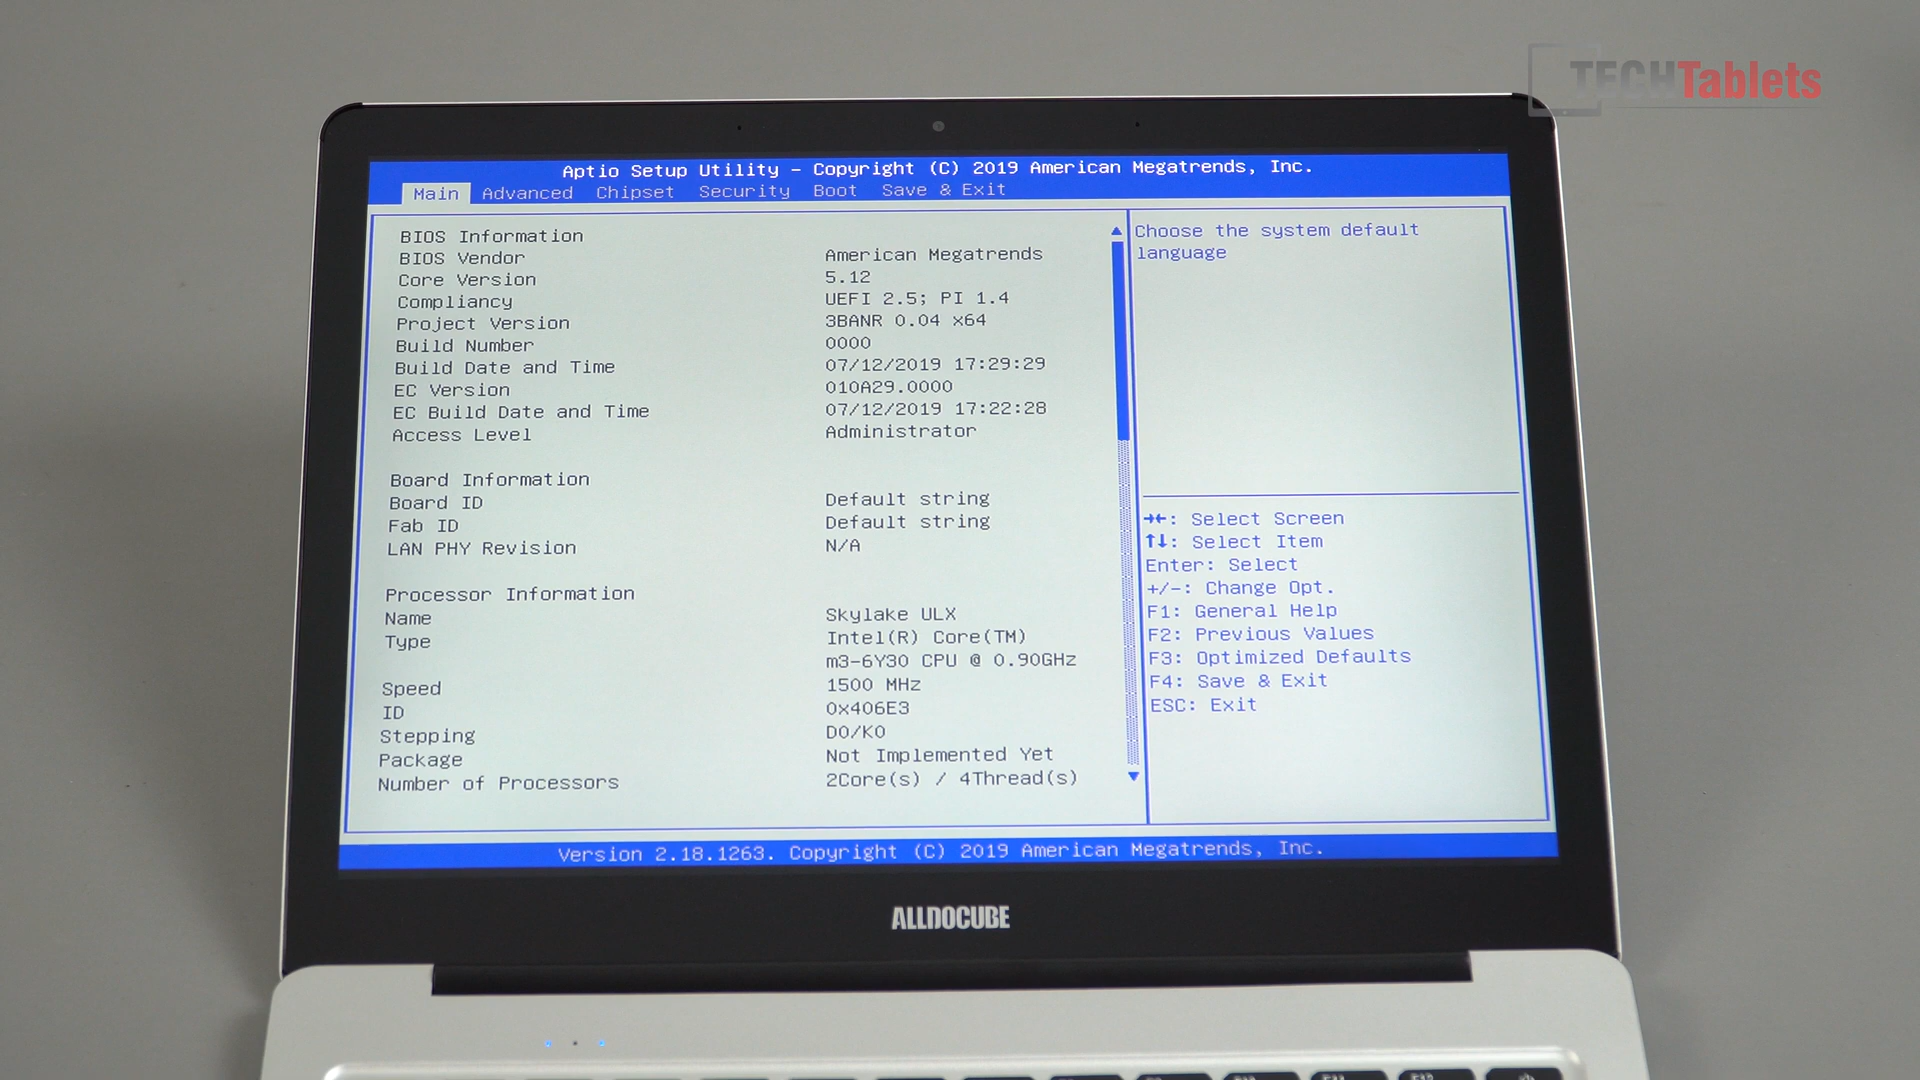 TECHTablets
Aptio Setup Utility - Copyright (C) 2019 American Megatrends, Inc.
Main Advanced Chipset Security Boot Save & Exit
BIOS Information
BIOS Vendor American Megatrends
Core Version 5.12
Compliancy UEFI 2.5; PI 1.4
Project Version 3BANR 0.04 x64
Build Number 0000
Build Date and Time 07/12/2019 17:29:29
EC Version 010A29.0000
EC Build Date and Time 07/12/2019 17:22:28
Access Level Administrator
Board Information
Board ID Default string
Fab ID Default string
LAN PHY Revision N/A
Processor Information
Name Skylake ULX
Type Intel(R) Core(TM)
m3-6Y30 CPU @ 0.90GHz
Speed 1500 MHz
ID 0x406E3
Stepping D0/K0
Package Not Implemented Yet
Number of Processors 2Core(s) / 4Thread(s)
Choose the system default
language
→←: Select Screen
↑↓: Select Item
Enter: Select
+/-: Change Opt.
F1: General Help
F2: Previous Values
F3: Optimized Defaults
F4: Save & Exit
ESC: Exit
Version 2.18.1263. Copyright (C) 2019 American Megatrends, Inc.
ALLDOCUBE